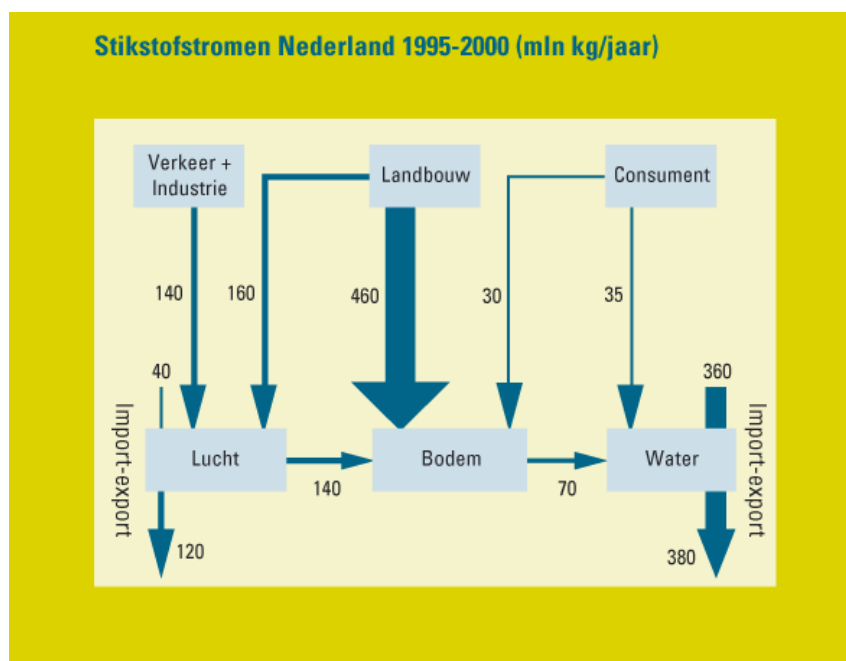 Stikstofstromen Nederland 1995-2000 (mln kg/jaar)
Verkeer +
Industrie
Landbouw
Consument
140
160
460
30
35
40
360
Import-export
Lucht
Bodem
Water
Import-export
140
70
120
380